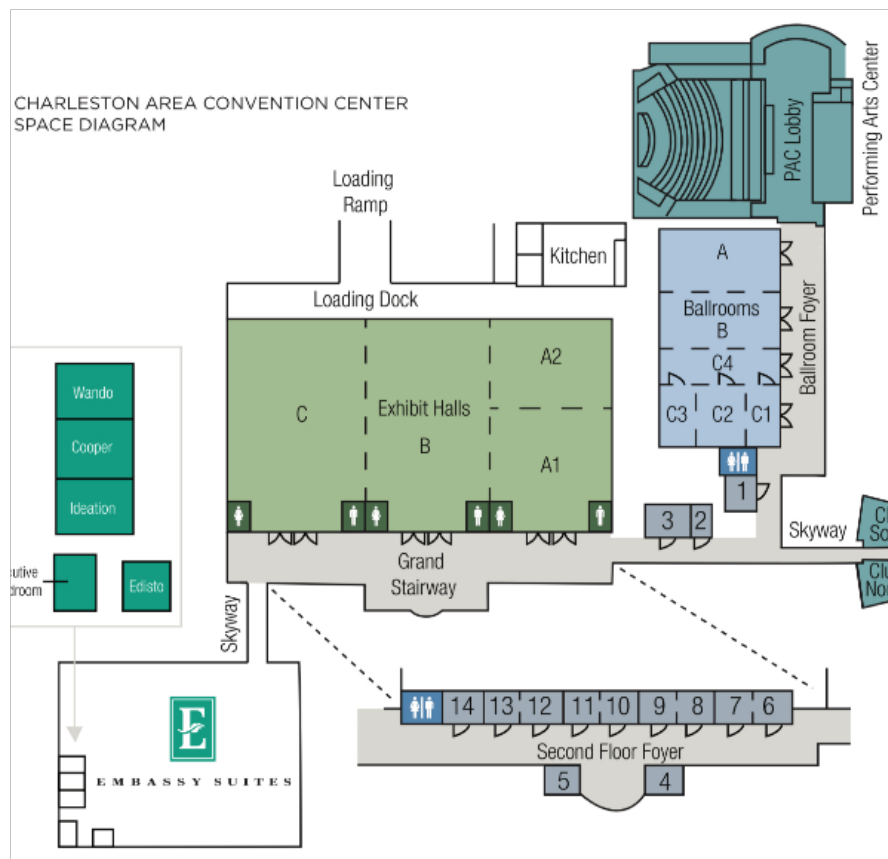 CHARLESTON AREA CONVENTION CENTER
SPACE DIAGRAM
Performing Arts Center
PAC Lobby
Loading
Ramp
Kitchen
Loading Dock
A
Ballrooms
B
C4
C3
C2
C1
Ballroom Foyer
C
Exhibit Halls
B
A2
A1
Wando
Cooper
Ideation
Edisto
1
3
2
Skyway
Grand
Stairway
Skyway
14
13
12
11
10
9
8
7
6
Second Floor Foyer
5
4
E
EMBASSY SUITES